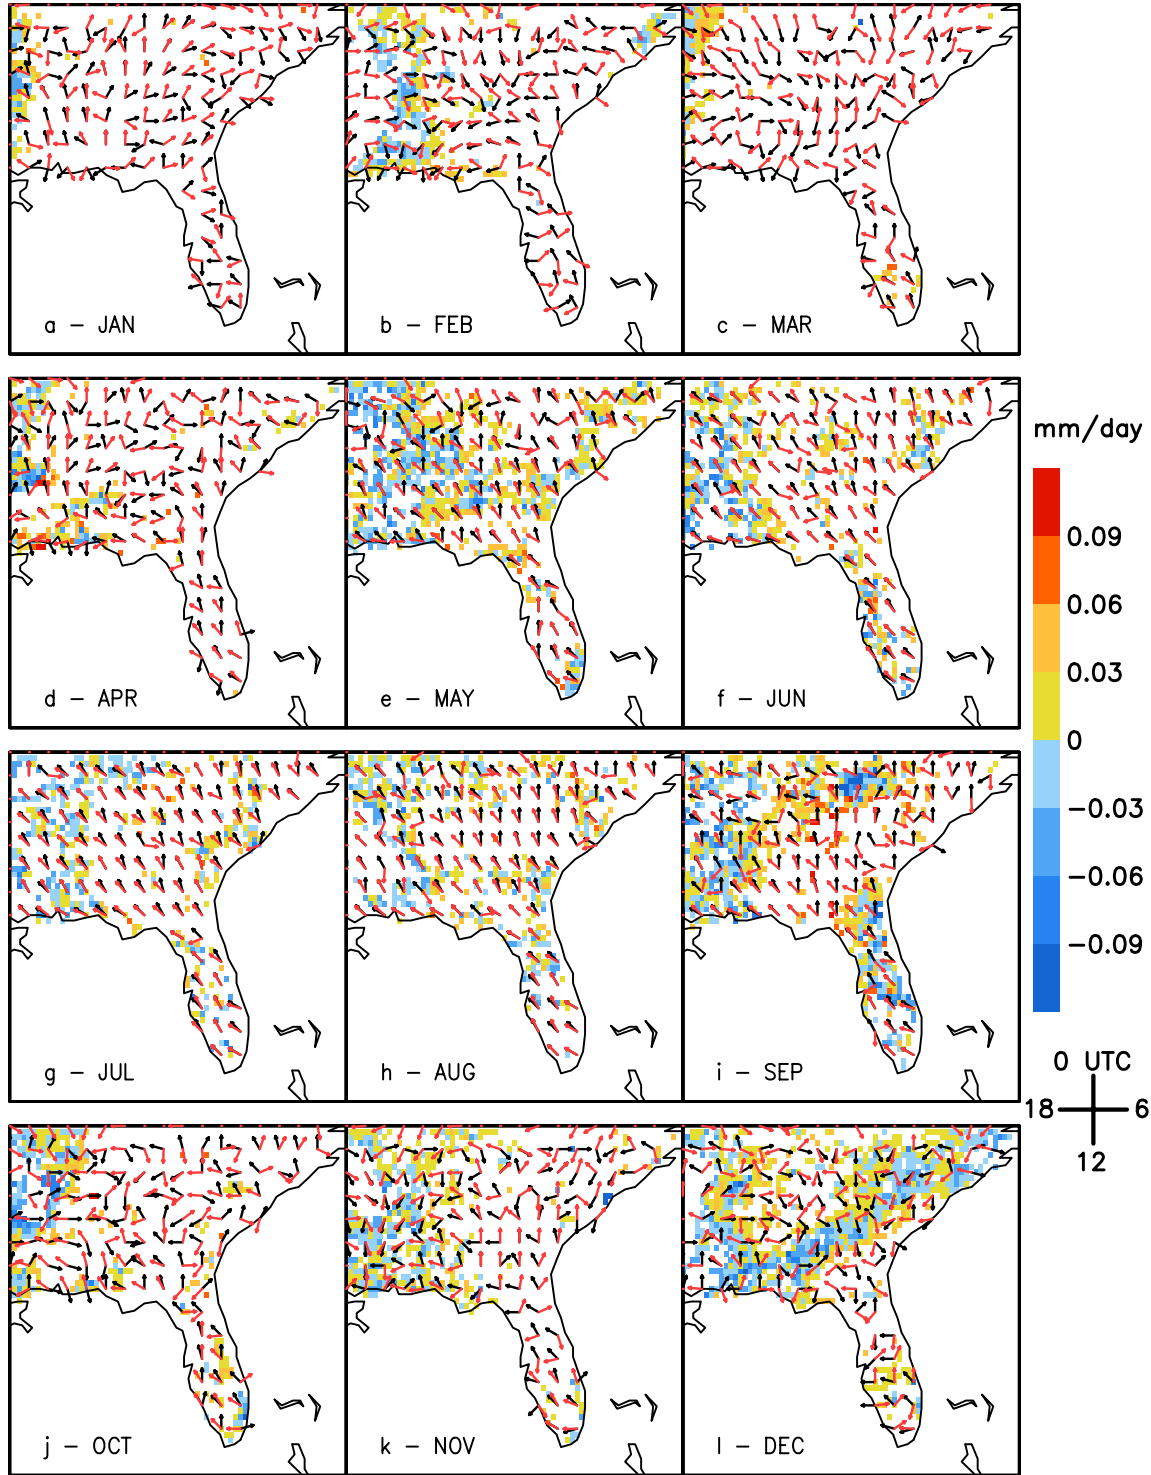 a – JAN
b – FEB
c – MAR
d – APR
e – MAY
f – JUN
mm/day
0.09
0.06
0.03
0
−0.03
−0.06
−0.09
g – JUL
h – AUG
i – SEP
0 UTC
18
6
12
j – OCT
k – NOV
l – DEC